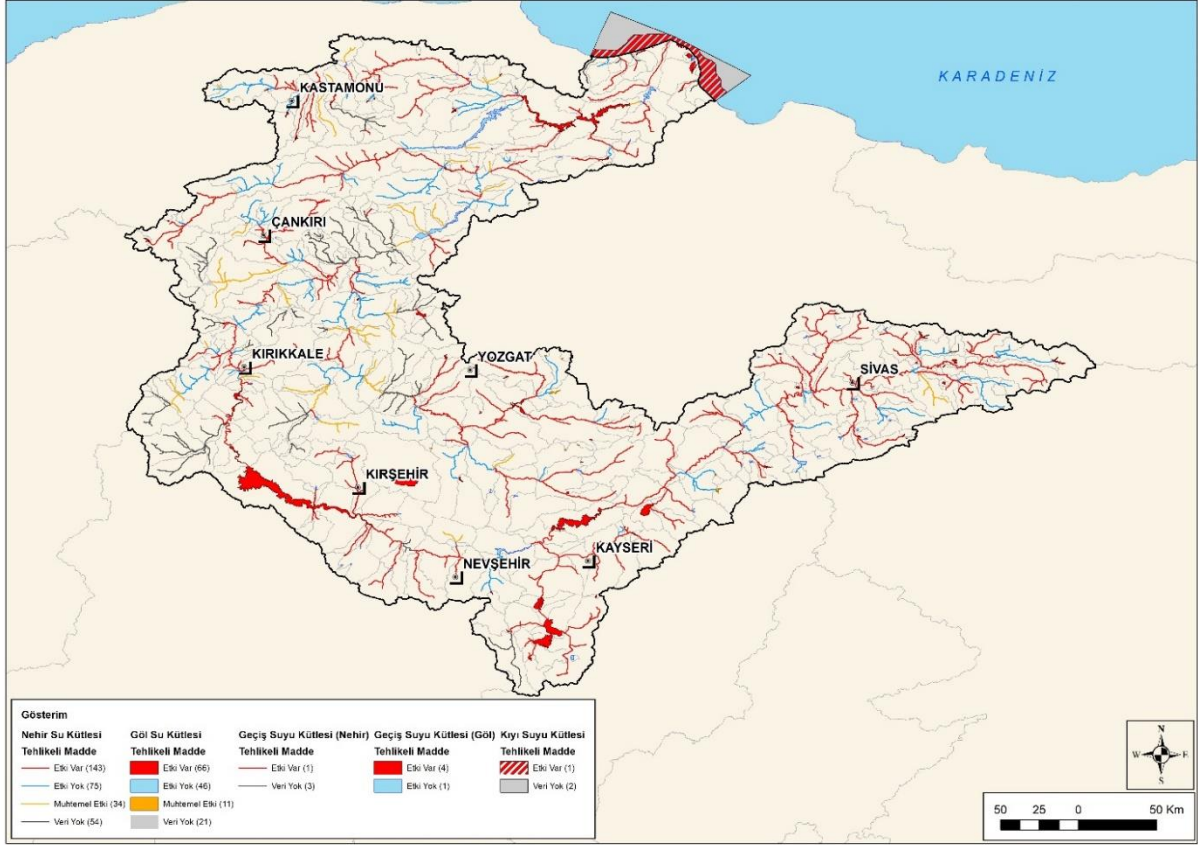 KARADENİZ
KASTAMONU
ÇANKIRI
KIRIKKALE
YOZGAT
SİVAS
KIRŞEHİR
KAYSERİ
NEVŞEHİR
Gösterim
Nehir Su Kütlesi
Tehlikeli Madde
Etki Var (143)
Etki Yok (75)
Muhtemel Etki (34)
Veri Yok (54)
Göl Su Kütlesi
Tehlikeli Madde
Etki Var (66)
Etki Yok (46)
Muhtemel Etki (11)
Veri Yok (21)
Geçiş Suyu Kütlesi (Nehir)
Tehlikeli Madde
Etki Var (1)
Veri Yok (3)
Geçiş Suyu Kütlesi (Göl)
Tehlikeli Madde
Etki Var (4)
Etki Yok (1)
Kıyı Suyu Kütlesi
Tehlikeli Madde
Etki Var (1)
Veri Yok (2)
N
W E
S
50 25 0 50 Km